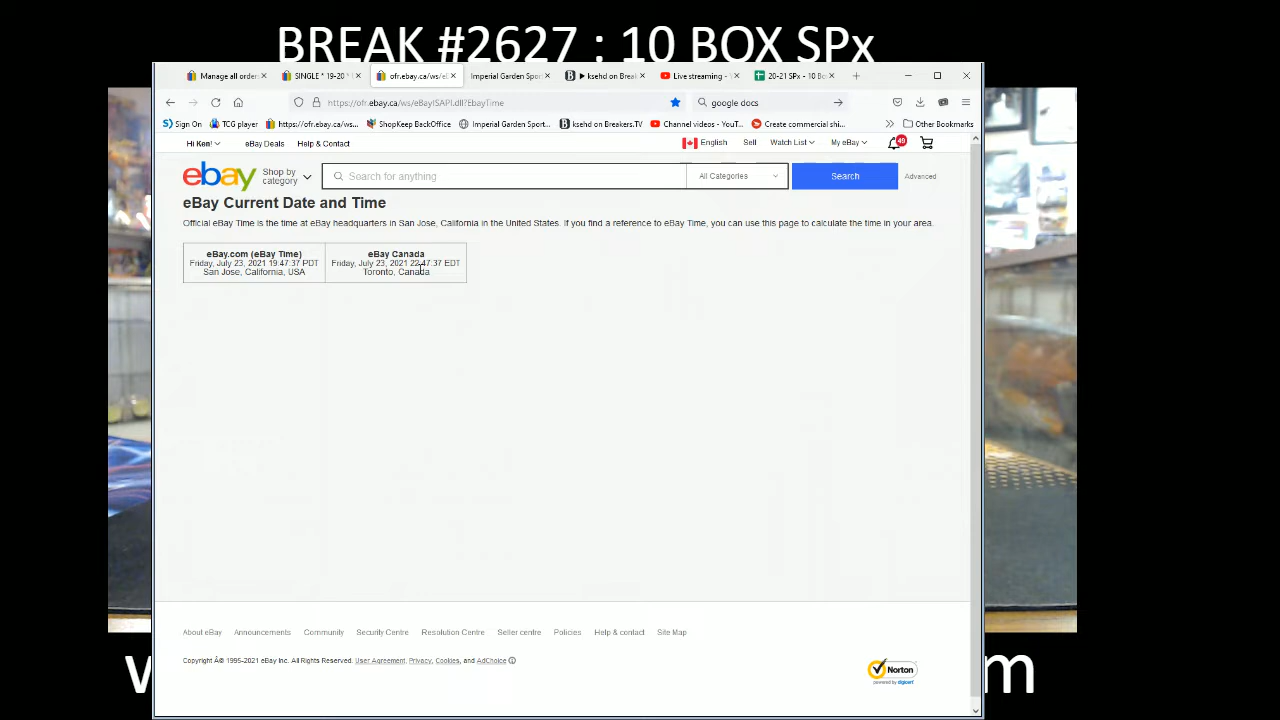 BREAK #2627 : 10 BOX SPx
Manage all order SINGLE * 19-20 * ofr.ebay.ca/ws/e Imperial Garden Spor ksehd on Break Live streaming - 20-21 SPx - 10 Bo
https://ofr.ebay.ca/ws/eBayISAPI.dll?EbayTime google docs
Sign On TCG player https://ofr.ebay.ca/ws... ShopKeep BackOffice Imperial Garden Sport... ksehd on Breakers.TV Channel videos - YouT... Create commercial shi... Other Bookmarks
Hi Ken! eBay Deals Help & Contact English Sell Watch List My eBay 49
ebay Shop by category Search for anything All Categories Search Advanced
eBay Current Date and Time
Official eBay Time is the time at eBay headquarters in San Jose, California in the United States. If you find a reference to eBay Time, you can use this page to calculate the time in your area.
eBay.com (eBay Time) eBay Canada
Friday, July 23, 2021 19:47:37 PDT Friday, July 23, 2021 22:47:37 EDT
San Jose, California, USA Toronto, Canada
About eBay Announcements Community Security Centre Resolution Centre Seller centre Policies Help & contact Site Map
Copyright Â© 1995-2021 eBay Inc. All Rights Reserved. User Agreement, Privacy, Cookies, and AdChoice
Norton
powered by digicert
w m